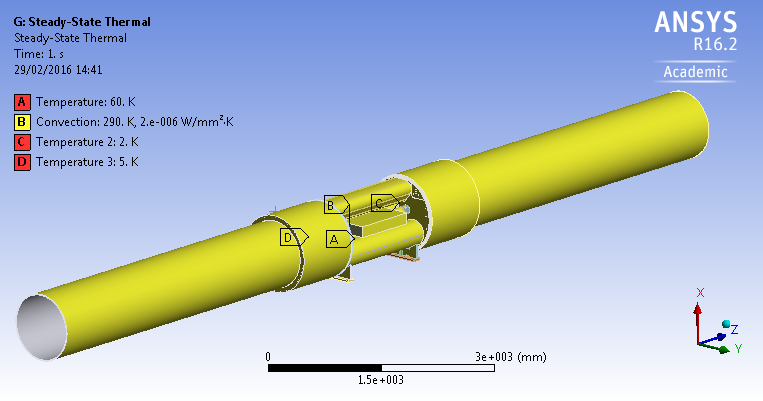 G: Steady-State Thermal
Steady-State Thermal
Time: 1. s
29/02/2016 14:41
A Temperature: 60. K
B Convection: 290. K, 2.e-006 W/mm²·K
C Temperature 2: 2. K
D Temperature 3: 5. K
ANSYS
R16.2
Academic
B
C
D
A
X
Z
Y
0
3e+003 (mm)
1.5e+003